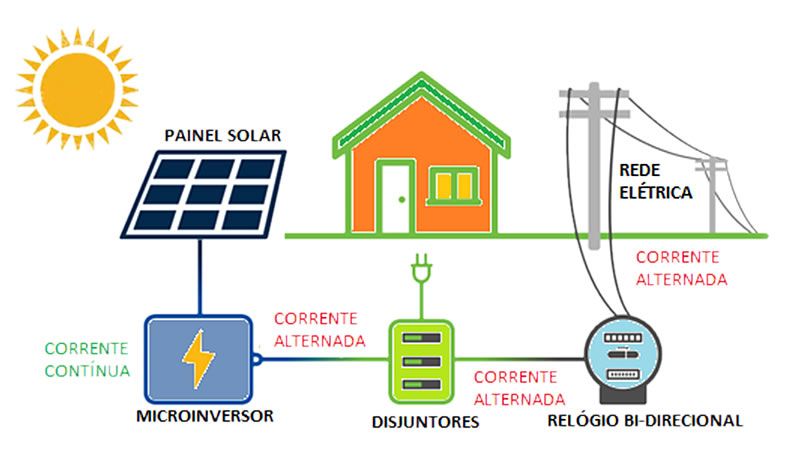 PAINEL SOLAR
REDE
ELÉTRICA
CORRENTE
ALTERNADA
CORRENTE
ALTERNADA
CORRENTE
CONTÍNUA
CORRENTE
ALTERNADA
MICROINVERSOR
DISJUNTORES
RELÓGIO BI-DIRECIONAL